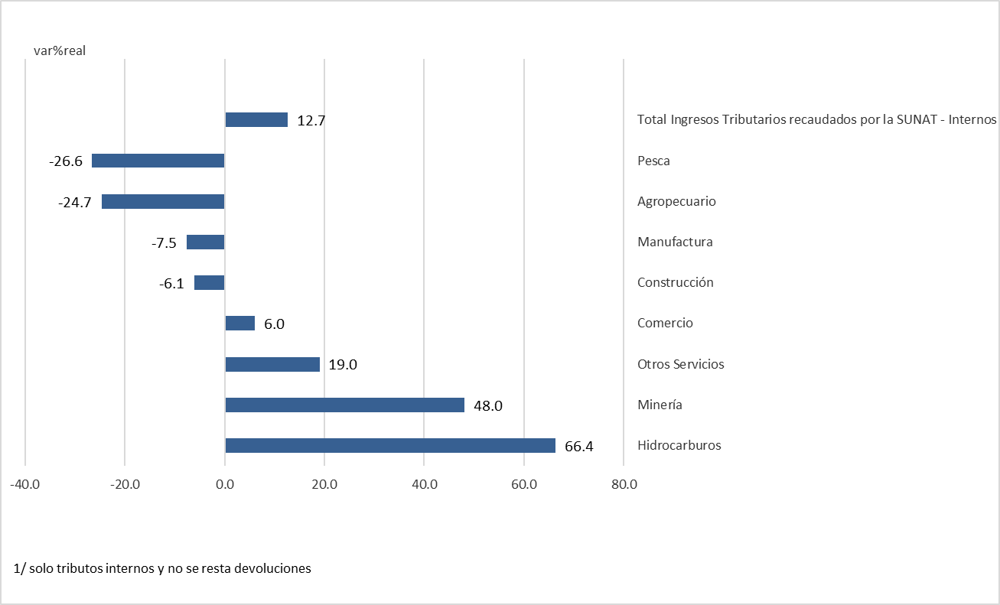 var%real
12.7 Total Ingresos Tributarios recaudados por la SUNAT - Internos
-26.6 Pesca
-24.7 Agropecuario
-7.5 Manufactura
-6.1 Construcción
6.0 Comercio
19.0 Otros Servicios
48.0 Minería
66.4 Hidrocarburos
-40.0 -20.0 0.0 20.0 40.0 60.0 80.0
1/ solo tributos internos y no se resta devoluciones